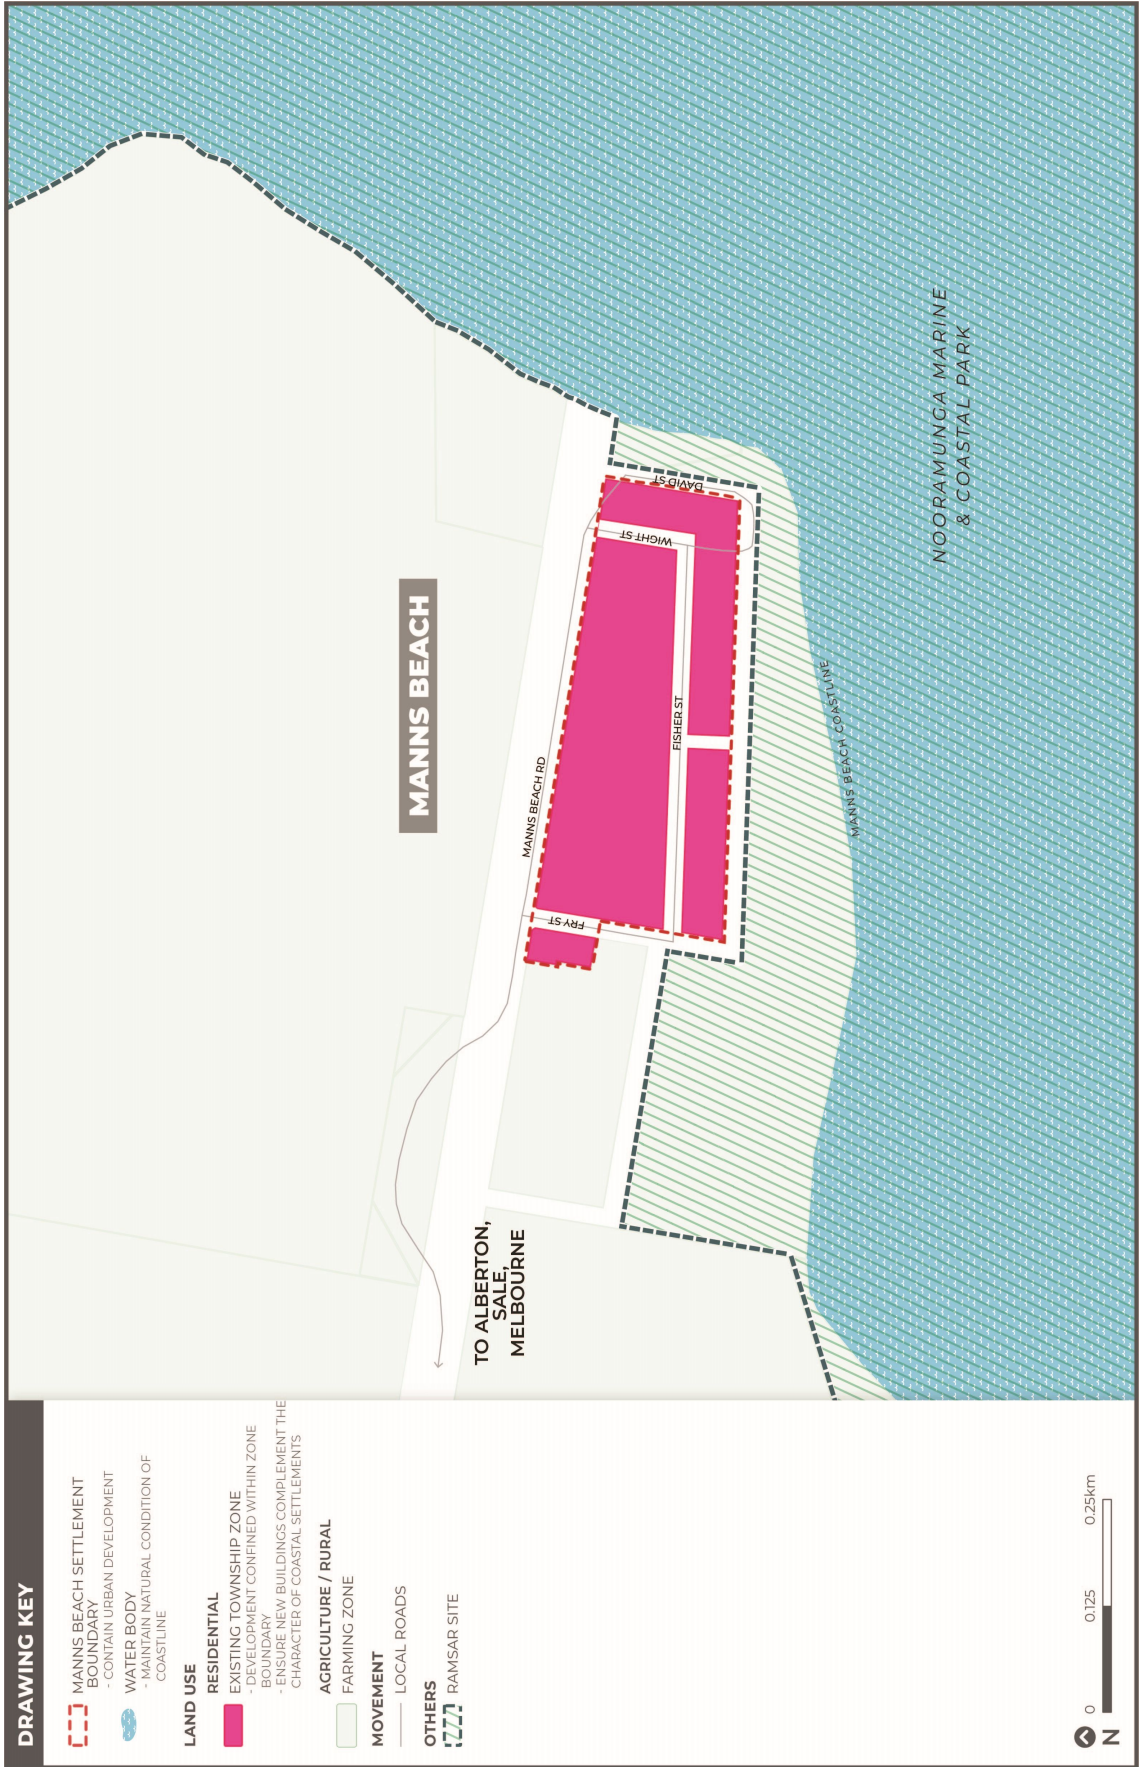 DRAWING KEY
MANNS BEACH SETTLEMENT
BOUNDARY
- CONTAIN URBAN DEVELOPMENT
WATER BODY
- MAINTAIN NATURAL CONDITION OF
COASTLINE
LAND USE
RESIDENTIAL
EXISTING TOWNSHIP ZONE
- DEVELOPMENT CONFINED WITHIN ZONE
BOUNDARY
- ENSURE NEW BUILDINGS COMPLEMENT THE
CHARACTER OF COASTAL SETTLEMENTS
AGRICULTURE / RURAL
FARMING ZONE
MOVEMENT
LOCAL ROADS
OTHERS
RAMSAR SITE
0
0.125
0.25km
N
MANNS BEACH
TO ALBERTON,
SALE,
MELBOURNE
MANNS BEACH RD
FRY ST
FISHER ST
WIGHT ST
DAVID ST
MANNS BEACH COASTLINE
NOORAMUNGA MARINE
& COASTAL PARK